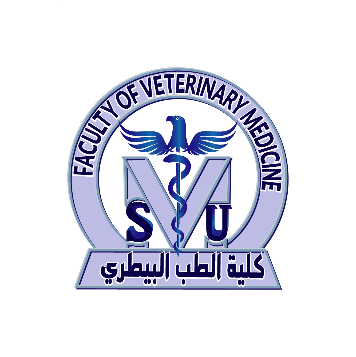 FACULTY OF VETERINARY MEDICINE
V
S U
كلية الطب البيطري